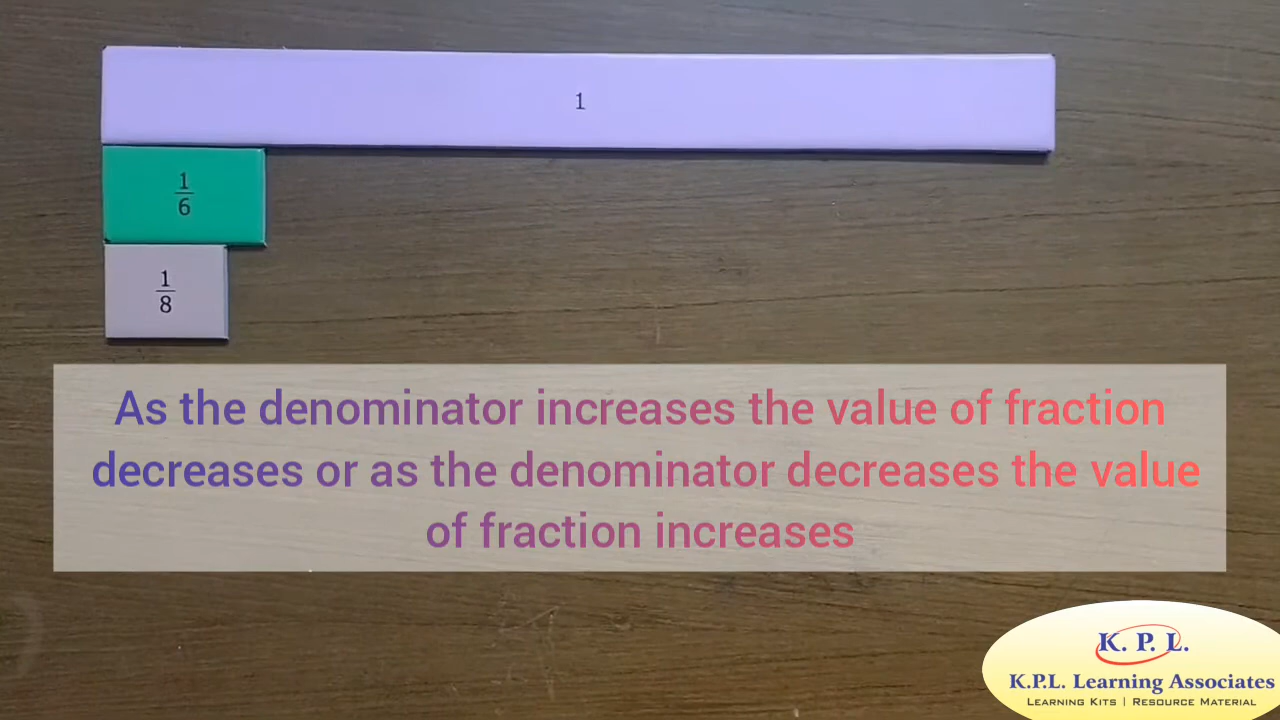 1
1
6
1
8
As the denominator increases the value of fraction
decreases or as the denominator decreases the value
of fraction increases
K. P. L.
K.P.L. Learning Associates
Learning Kits | Resource Material